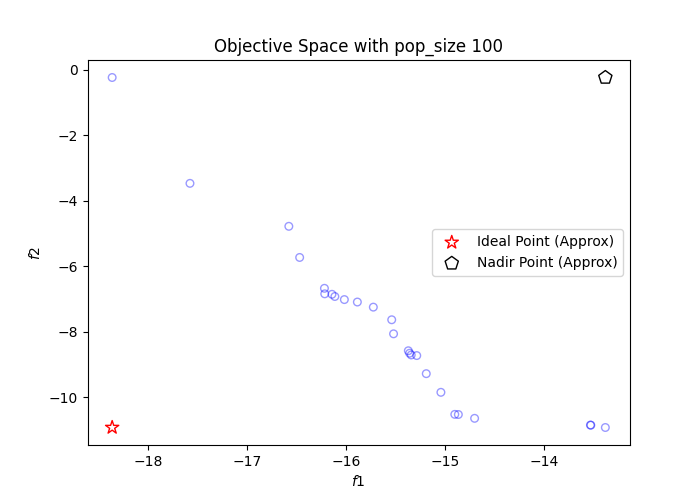 Objective Space with pop_size 100
0
−2
−4
−6
−8
−10
f2
Ideal Point (Approx)
Nadir Point (Approx)
−18
−17
−16
−15
−14
f1